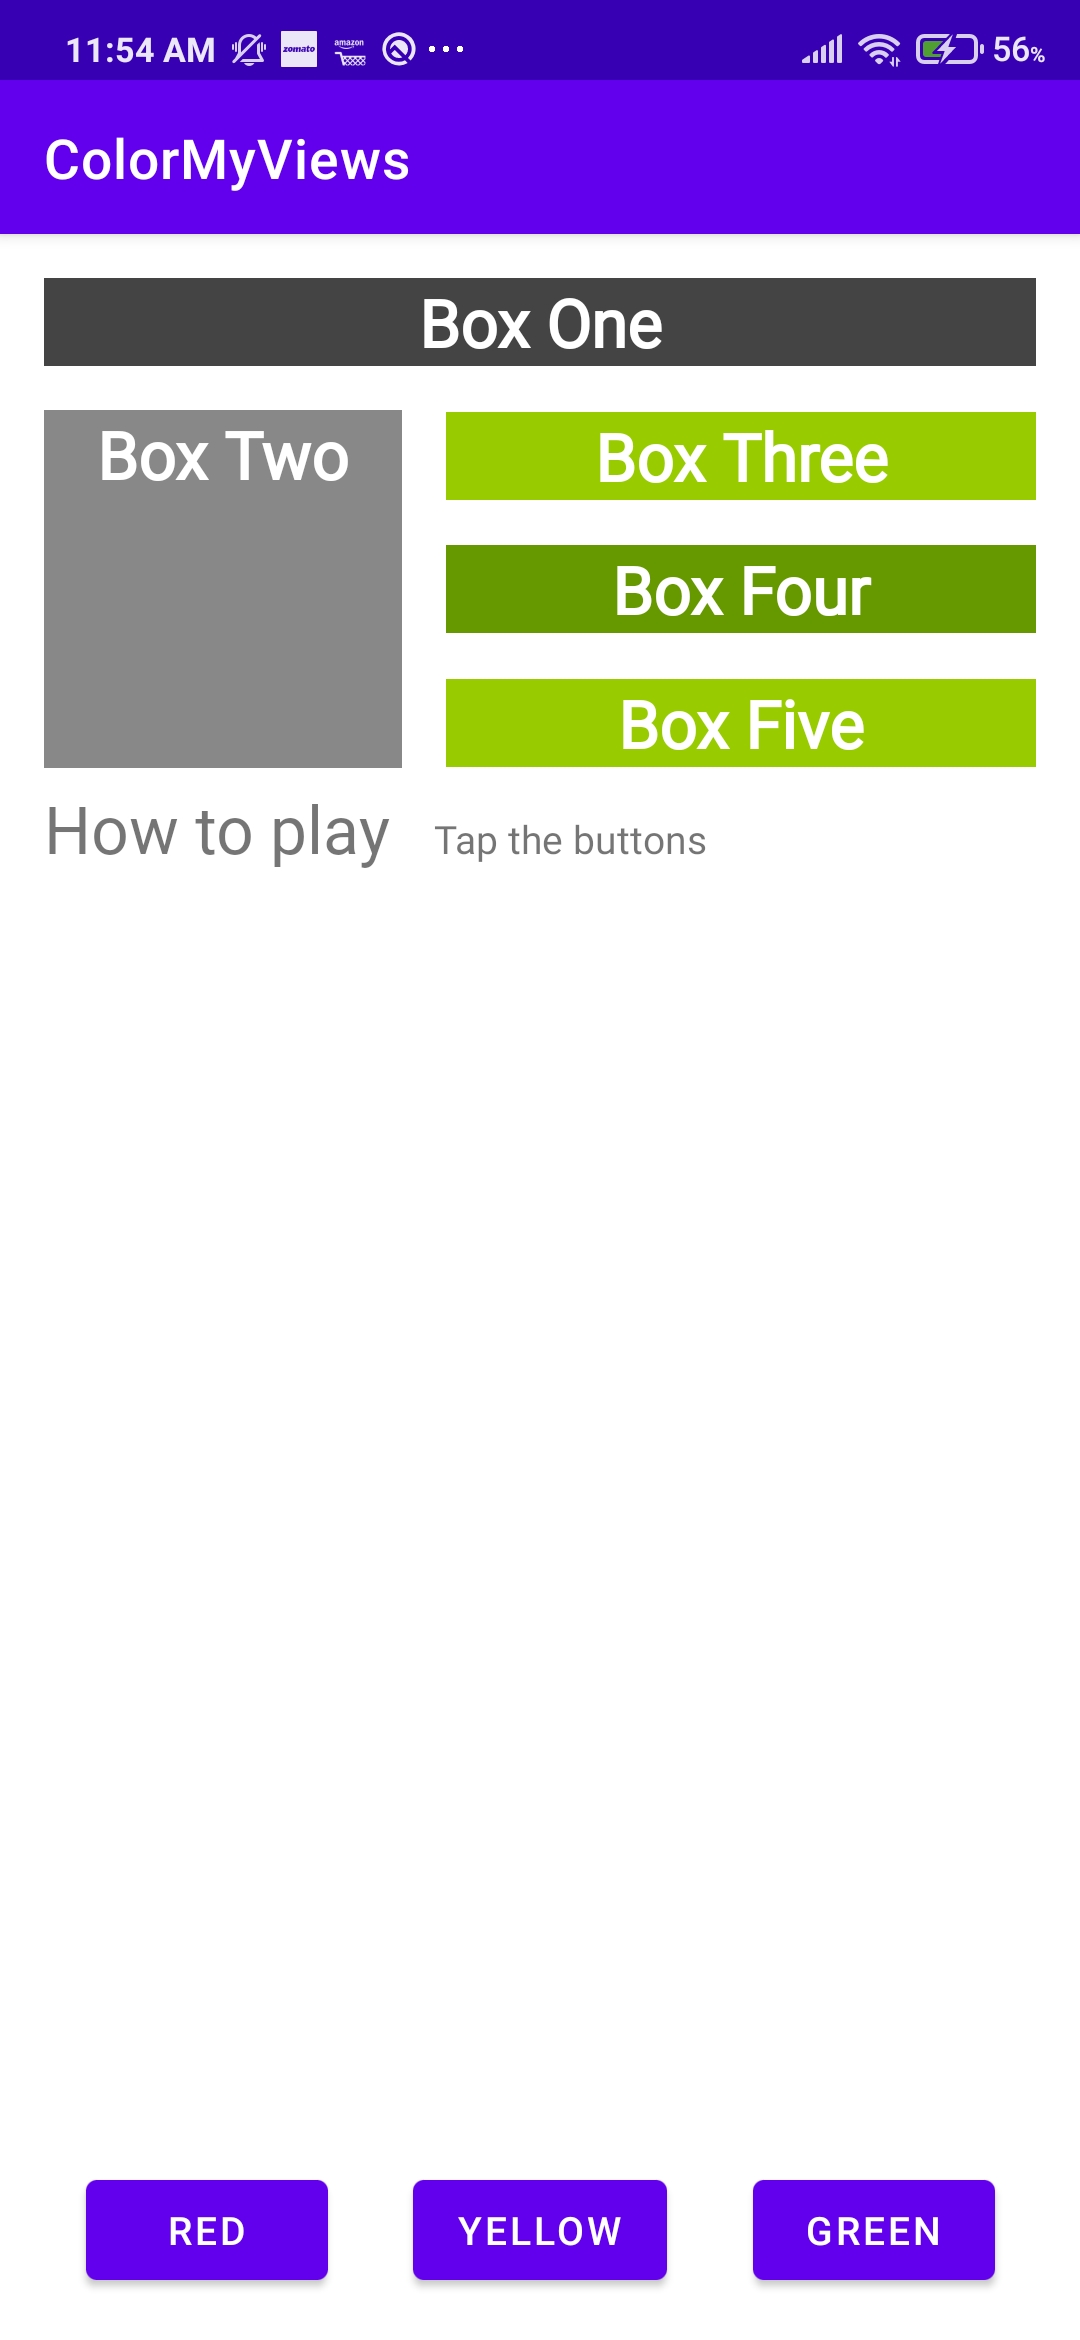 11:54 AM zomato amazon 56%
ColorMyViews
Box One
Box Two
Box Three
Box Four
Box Five
How to play Tap the buttons
RED YELLOW GREEN